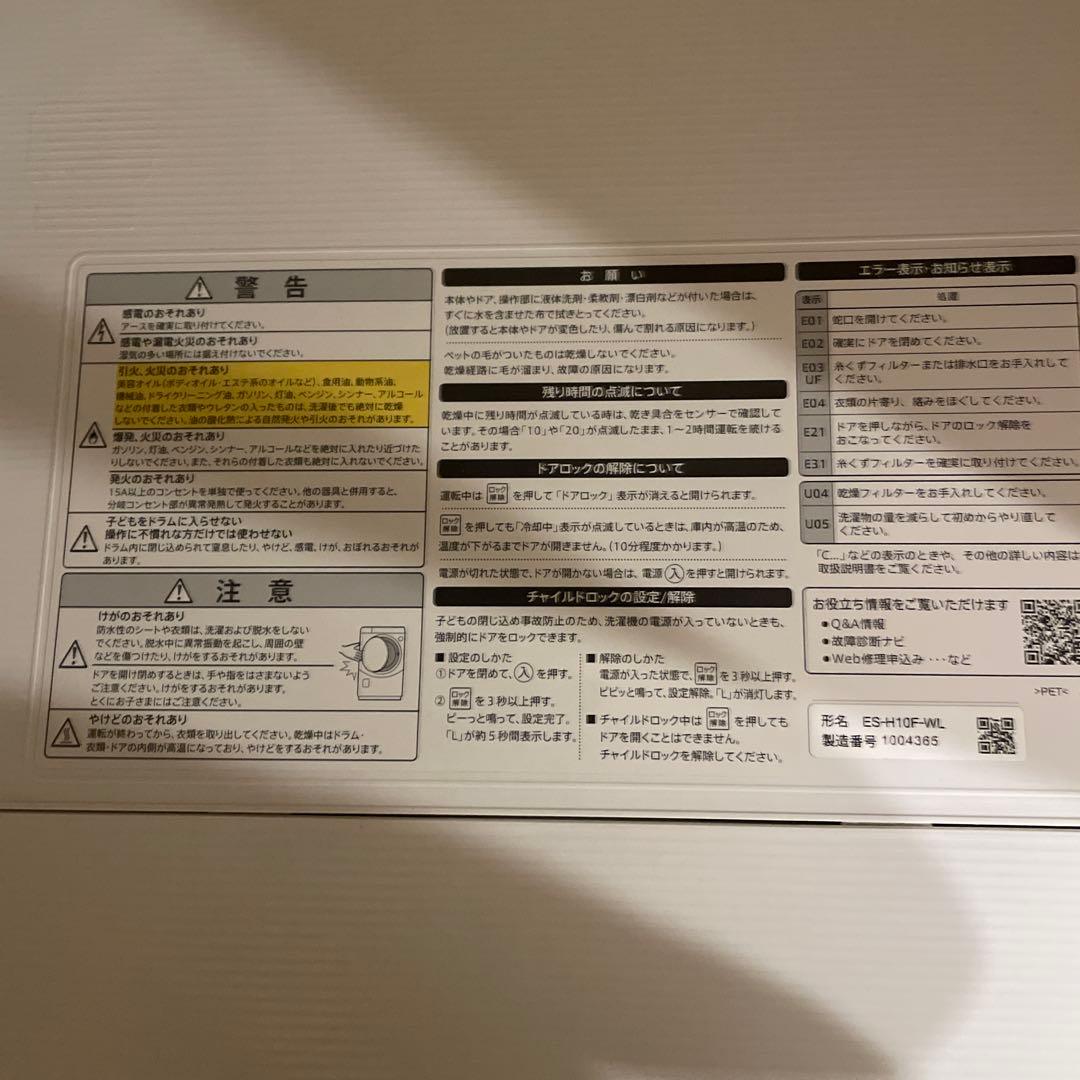 警告
感電のおそれあり
アースを確実に取り付けてください。
感電や漏電火災のおそれあり
湿気の多い場所には据え付けないでください。
引火、火災のおそれあり
美容オイル(ボディオイル・エステ系のオイルなど)、食用油、動物系油、
機械油、ドライクリーニング油、ガソリン、灯油、ベンジン、シンナー、アルコール
などの付着した衣類やウレタンの入ったものは、洗濯後でも絶対に乾燥
しないでください。油の酸化熱による自然発火や引火のおそれがあります。
爆発、火災のおそれあり
ガソリン、灯油、ベンジン、シンナー、アルコールなどを絶対に入れたり近づけた
りしないでください。また、それらの付着した衣類も絶対に入れないでください。
発火のおそれあり
15A以上のコンセントを単独で使ってください。他の器具と併用すると、
分岐コンセント部が異常発熱して発火することがあります。
子どもをドラムに入らせない
操作に不慣れな方だけでは使わせない
ドラム内に閉じ込められて窒息したり、やけど、感電、けが、おぼれるおそれが
あります。
注意
けがのおそれあり
防水性のシートや衣類は、洗濯および脱水をしない
でください。脱水中に異常振動を起こし、周囲の壁
などを傷つけたり、けがをするおそれがあります。
ドアを開け閉めするときは、手や指をはさまないよう
ご注意ください。けがをするおそれがあります。
とくにお子さまにはご注意ください。
やけどのおそれあり
運転が終わってから、衣類を取り出してください。乾燥中はドラム・
衣類・ドアの内側が高温になっており、やけどをするおそれがあります。
お願い
本体やドア、操作部に液体洗剤・柔軟剤・漂白剤などが付いた場合は、
すぐに水を含ませた布で拭きとってください。
(放置すると本体やドアが変色したり、傷んで割れる原因になります。)
ペットの毛がついたものは乾燥しないでください。
乾燥経路に毛が溜まり、故障の原因になります。
残り時間の点滅について
乾燥中に残り時間が点滅している時は、乾き具合をセンサーで確認して
います。その場合「10」や「20」が点滅したまま、1〜2時間運転を続ける
ことがあります。
ドアロックの解除について
運転中は ロック解除 を押して「ドアロック」表示が消えると開けられます。
ロック解除 を押しても「冷却中」表示が点滅しているときは、庫内が高温のため、
温度が下がるまでドアが開きません。(10分程度かかります。)
電源が切れた状態で、ドアが開かない場合は、電源 入 を押すと開けられます。
チャイルドロックの設定/解除
子どもの閉じ込め事故防止のため、洗濯機の電源が入っていないときも、
強制的にドアをロックできます。
■ 設定のしかた
①ドアを閉めて、入 を押す。
② ロック解除 を3秒以上押す。
ピーっと鳴って、設定完了。
「L」が約5秒間表示します。
■ 解除のしかた
電源が入った状態で、ロック解除 を3秒以上押す。
ピピッと鳴って、設定解除。「L」が消灯します。
■ チャイルドロック中は ロック解除 を押しても
ドアを開くことはできません。
チャイルドロックを解除してください。
エラー表示・お知らせ表示
表示 処置
E01 蛇口を開けてください。
E02 確実にドアを閉めてください。
E03 UF 糸くずフィルターまたは排水口をお手入れして
ください。
E04 衣類の片寄り、絡みをほぐしてください。
E21 ドアを押しながら、ドアのロック解除を
おこなってください。
E31 糸くずフィルターを確実に取り付けてください。
U04 乾燥フィルターをお手入れしてください。
U05 洗濯物の量を減らして初めからやり直して
ください。
「C...」などの表示のときや、その他の詳しい内容は
取扱説明書をご覧ください。
お役立ち情報をご覧いただけます
●Q&A情報
●故障診断ナビ
●Web修理申込み・・・など
>PET<
形名 ES-H10F-WL
製造番号 1004365